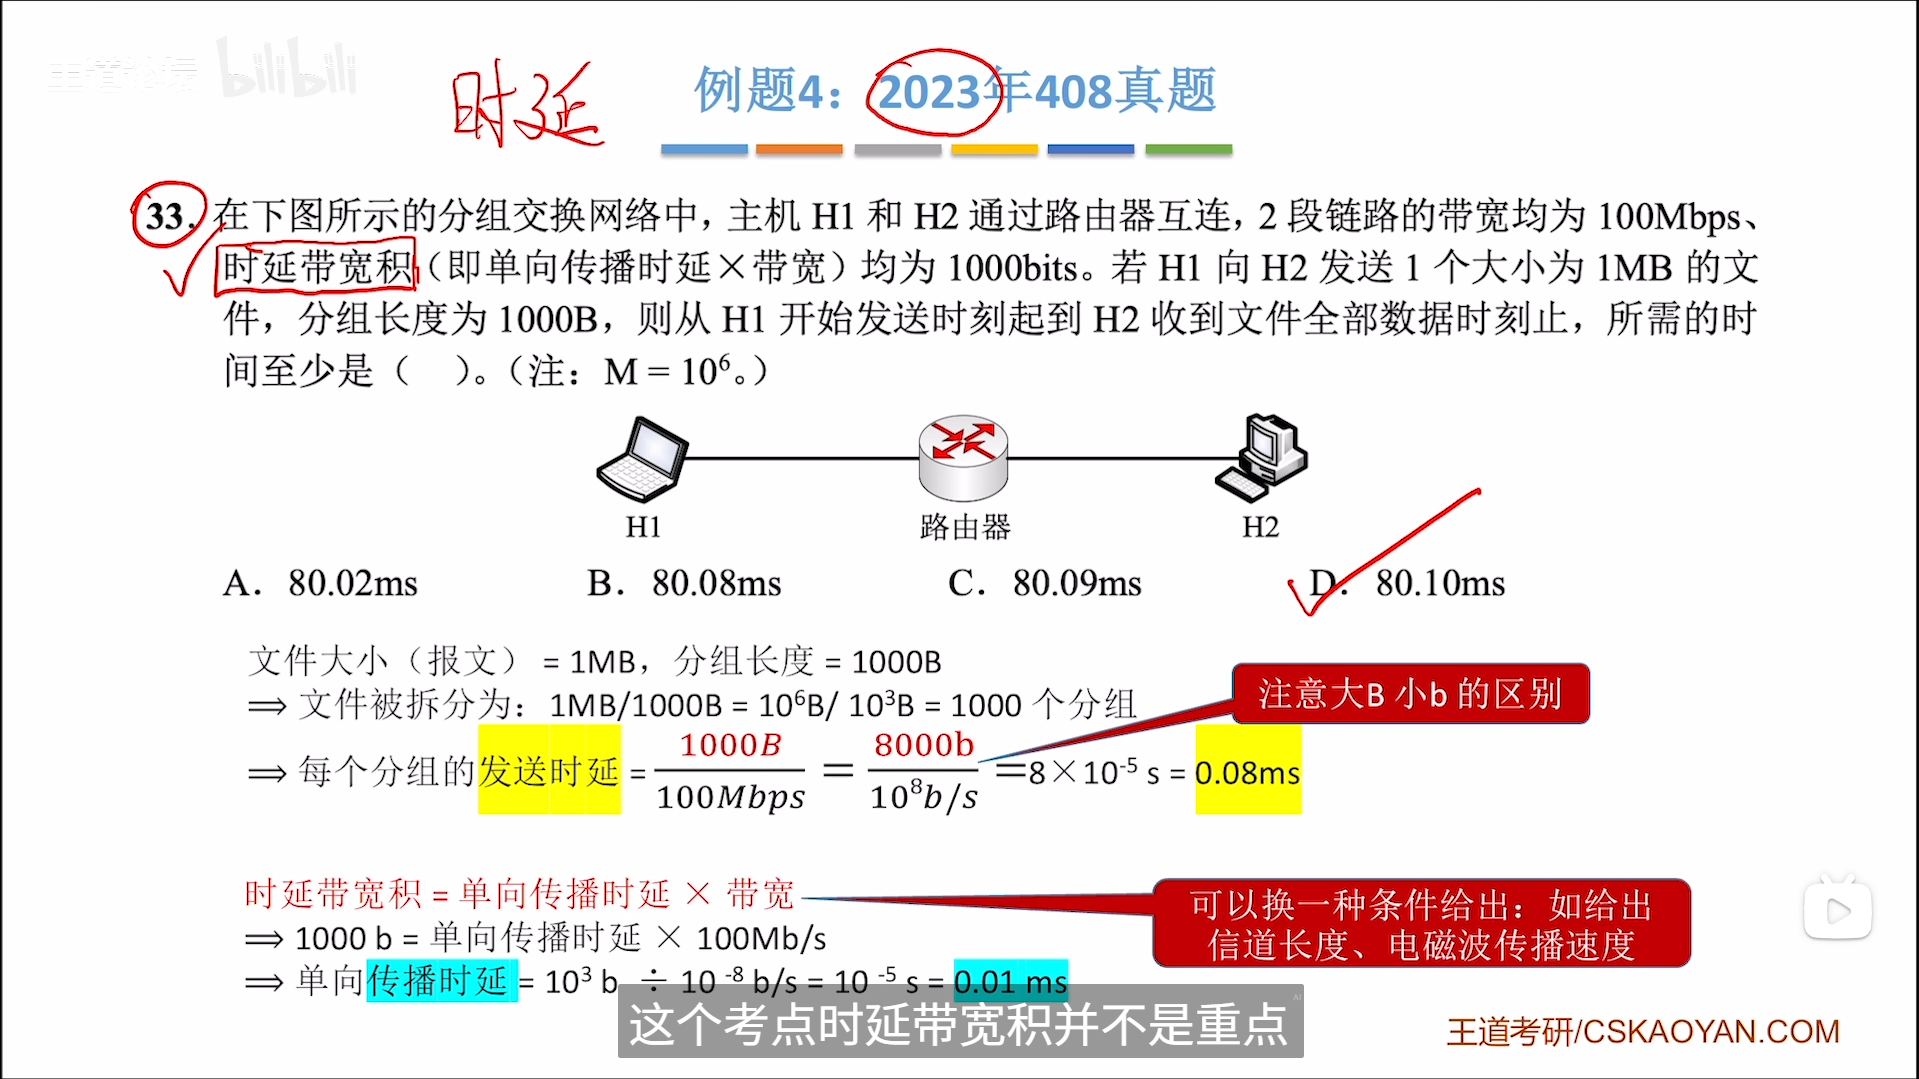 王道论坛 bilibili
时延
例题4：2023年408真题
33. 在下图所示的分组交换网络中，主机 H1 和 H2 通过路由器互连，2 段链路的带宽均为 100Mbps、
时延带宽积（即单向传播时延×带宽）均为 1000bits。若 H1 向 H2 发送 1 个大小为 1MB 的文
件，分组长度为 1000B，则从 H1 开始发送时刻起到 H2 收到文件全部数据时刻止，所需的时
间至少是（ ）。（注：M = 10⁶。）
H1 路由器 H2
A. 80.02ms B. 80.08ms C. 80.09ms D. 80.10ms
文件大小（报文） = 1MB，分组长度 = 1000B
⟹ 文件被拆分为：1MB/1000B = 10⁶B/ 10³B = 1000 个分组
注意大B 小b 的区别
⟹ 每个分组的发送时延 = 1000B/100Mbps = 8000b/10⁸b/s =8×10⁻⁵ s = 0.08ms
时延带宽积 = 单向传播时延 × 带宽
⟹ 1000 b = 单向传播时延 × 100Mb/s
⟹ 单向传播时延 = 10³ b ÷ 10 ⁻⁸ b/s = 10 ⁻⁵ s = 0.01 ms
可以换一种条件给出：如给出
信道长度、电磁波传播速度
AI
这个考点时延带宽积并不是重点
王道考研/CSKAOYAN.COM